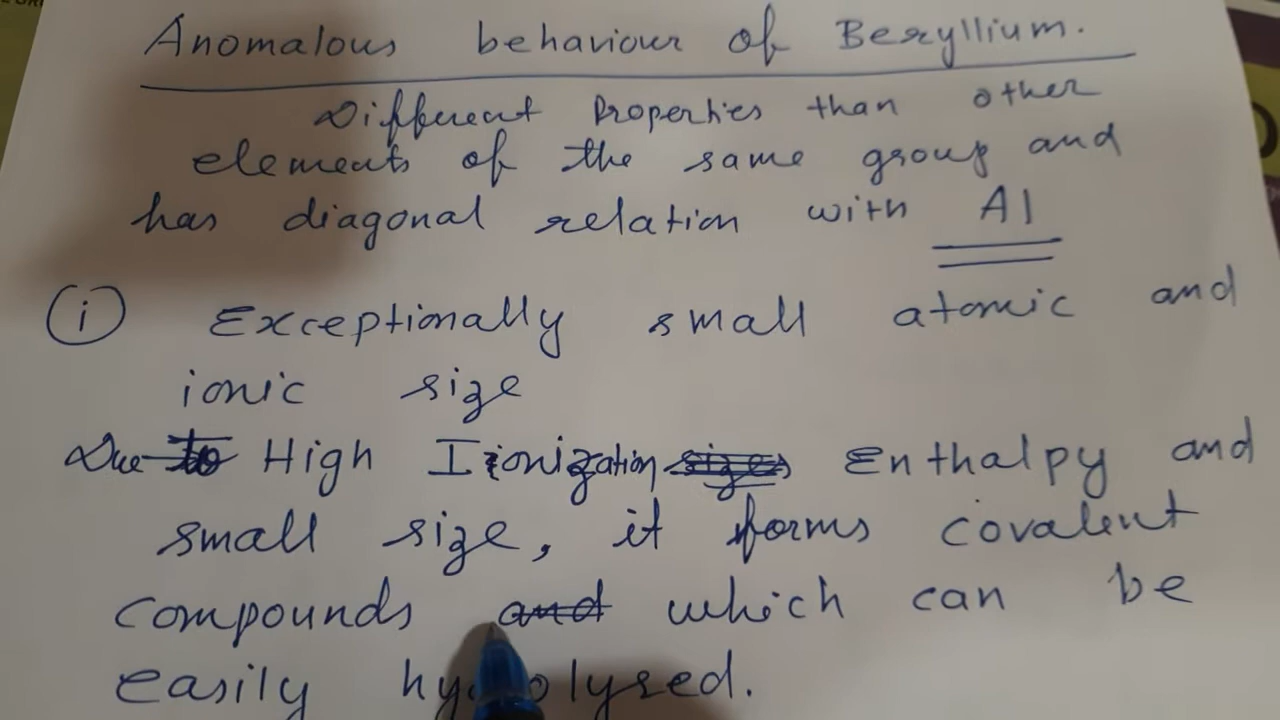 Anomalous behaviour of Beryllium.
Different Properties than other
elements of the same group and
has diagonal relation with Al
(i) Exceptionally small atomic and
ionic size
Due to High Ionization size Enthalpy and
small size, it forms covalent
compounds and which can be
easily hydrolysed.